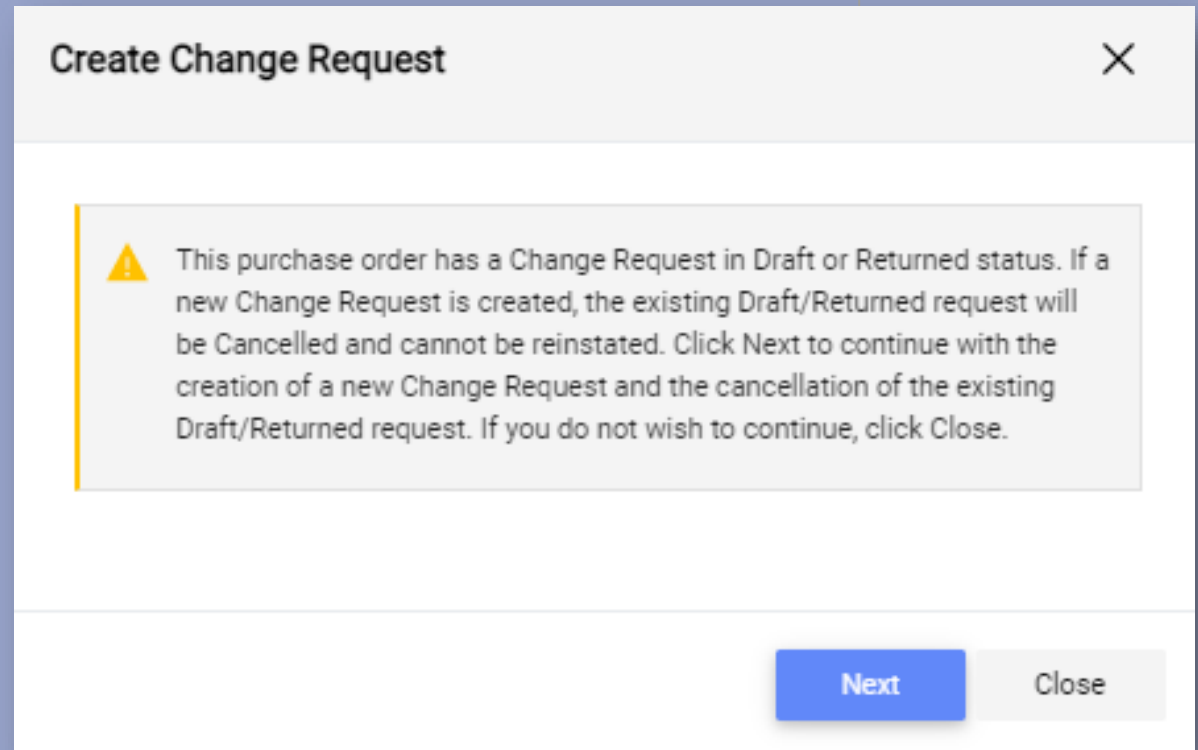 Create Change Request
This purchase order has a Change Request in Draft or Returned status. If a
new Change Request is created, the existing Draft/Returned request will
be Cancelled and cannot be reinstated. Click Next to continue with the
creation of a new Change Request and the cancellation of the existing
Draft/Returned request. If you do not wish to continue, click Close.
Next
Close